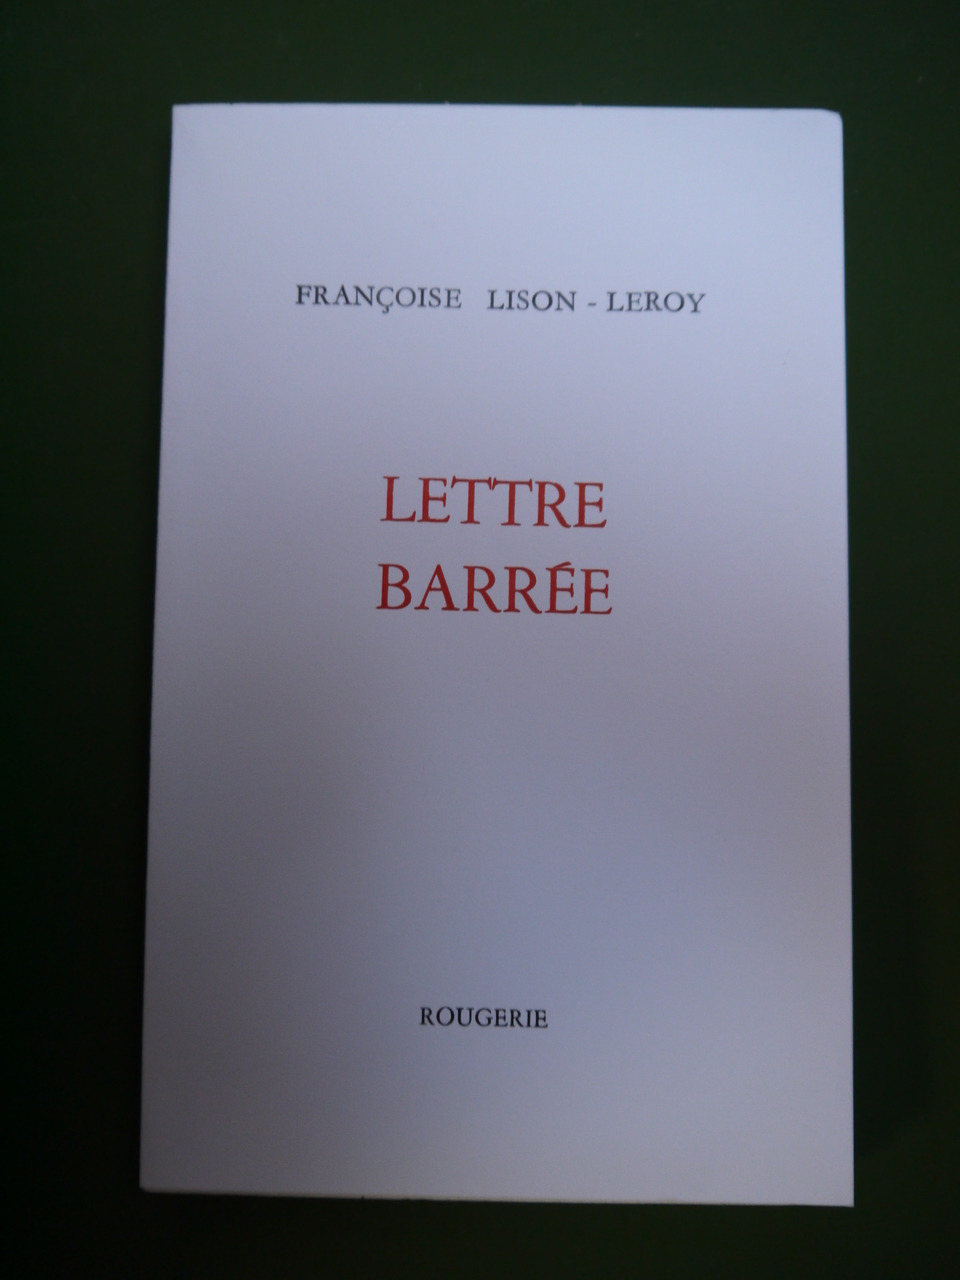 FRANÇOISE LISON - LEROY
LETTRE
BARRÉE
ROUGERIE